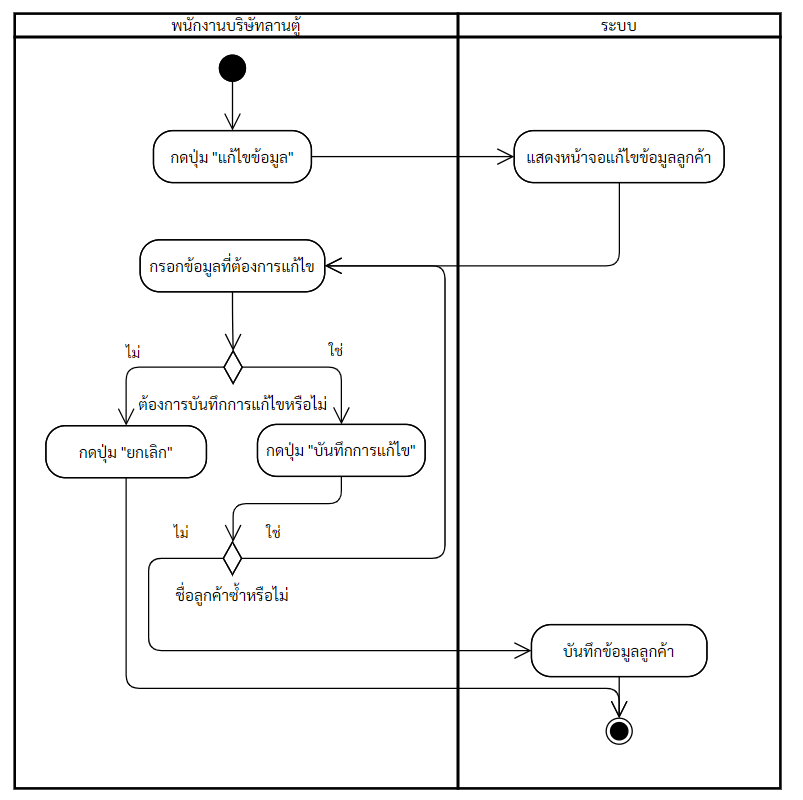 พนักงานบริษัทลานตู้
ระบบ
กดปุ่ม "แก้ไขข้อมูล"
แสดงหน้าจอแก้ไขข้อมูลลูกค้า
กรอกข้อมูลที่ต้องการแก้ไข
ไม่
ใช่
ต้องการบันทึกการแก้ไขหรือไม่
กดปุ่ม "ยกเลิก"
กดปุ่ม "บันทึกการแก้ไข"
ไม่
ใช่
ชื่อลูกค้าซ้ำหรือไม่
บันทึกข้อมูลลูกค้า